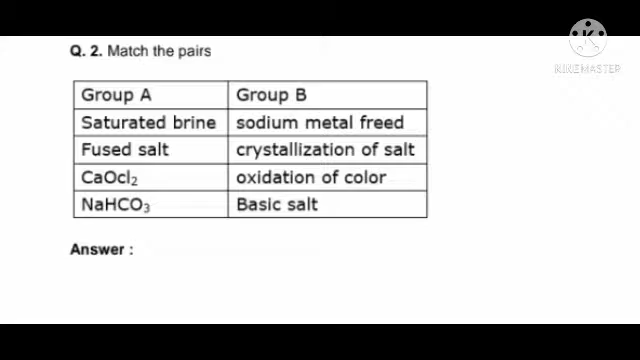 KINEMASTER
Q. 2. Match the pairs
Group A Group B
Saturated brine sodium metal freed
Fused salt crystallization of salt
CaOcl₂ oxidation of color
NaHCO₃ Basic salt
Answer :